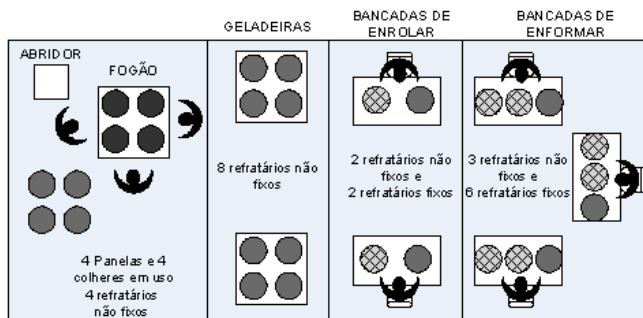 GELADEIRAS
BANCADAS DE
ENROLAR
BANCADAS DE
ENFORMAR
ABRIDOR
FOGÃO
8 refratários não
fixos
2 refratários não
fixos e
2 refratários fixos
3 refratários não
fixos e
6 refratários fixos
4 Panelas e 4
colheres em uso
4 refratários
não fixos